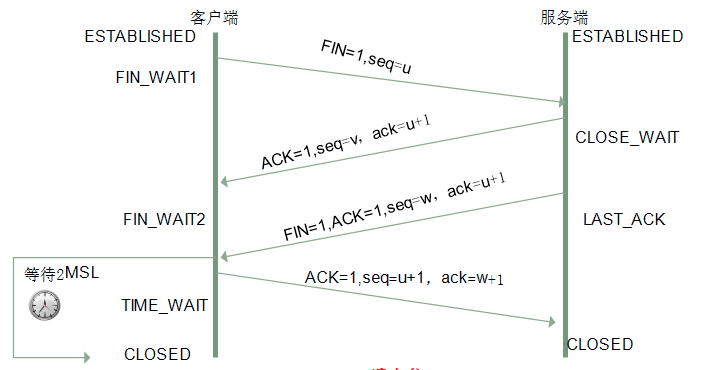 客户端
服务端
ESTABLISHED
ESTABLISHED
FIN=1,seq=u
FIN_WAIT1
ACK=1,seq=v，ack=u+1
CLOSE_WAIT
FIN=1,ACK=1,seq=w，ack=u+1
FIN_WAIT2
LAST_ACK
等待2MSL
ACK=1,seq=u+1，ack=w+1
TIME_WAIT
CLOSED
CLOSED